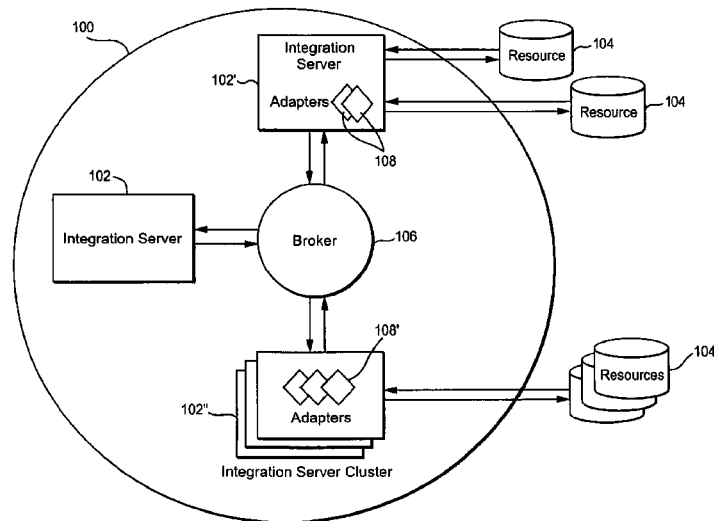 100
Integration
Server
102'
Adapters
108
Resource
104
Resource
104
102
Integration Server
Broker
106
108'
Adapters
102"
Integration Server Cluster
Resources
104